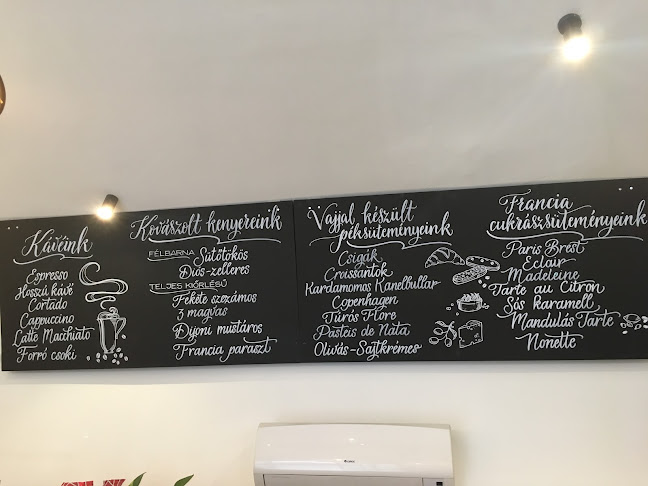 Kávéink
Espresso
Hosszú kávé
Cortado
Cappuccino
Latte Macchiato
Forró csoki
Kovászolt kenyereink
FÉLBARNA Sütőtökös
Diós-zelleres
TELJES KIŐRLÉSŰ
Fekete szezámos
3 magvas
Dijoni mustáros
Francia paraszt
Vajjal készült
péksüteményeink
Csigák
Croissantok
Kardamomos Kanelbullar
Copenhagen
Túrós Flore
Pasteis de Nata
Olivás-Sajtkrémes
Francia
cukrászsüteményeink
Paris Brest
Eclair
Madeleine
Tarte au Citron
Sós karamell
Mandulás Tarte
Nonette